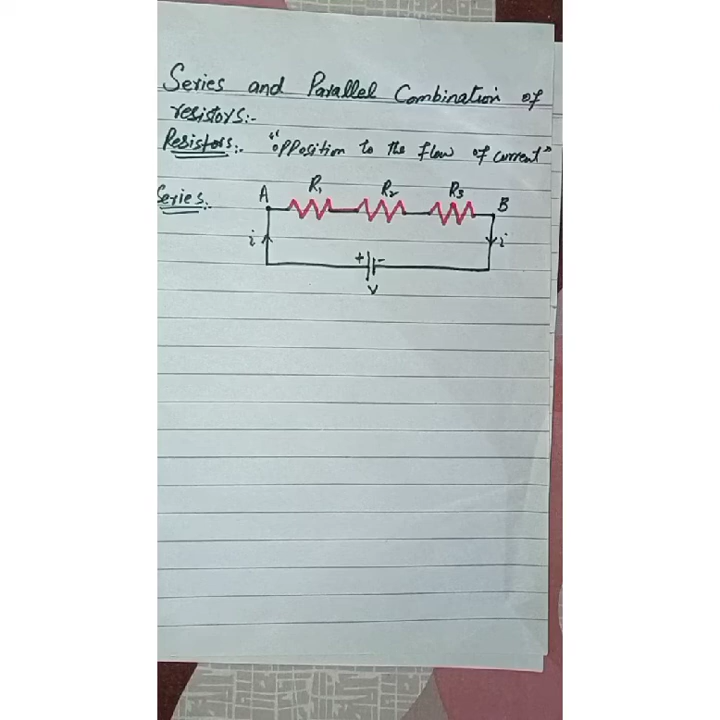 Series and Parallel Combination of
resistors:-
Resistors:. "opposition to the flow of current"
Series:.
A R1 R2 R3 B
i + - i
V